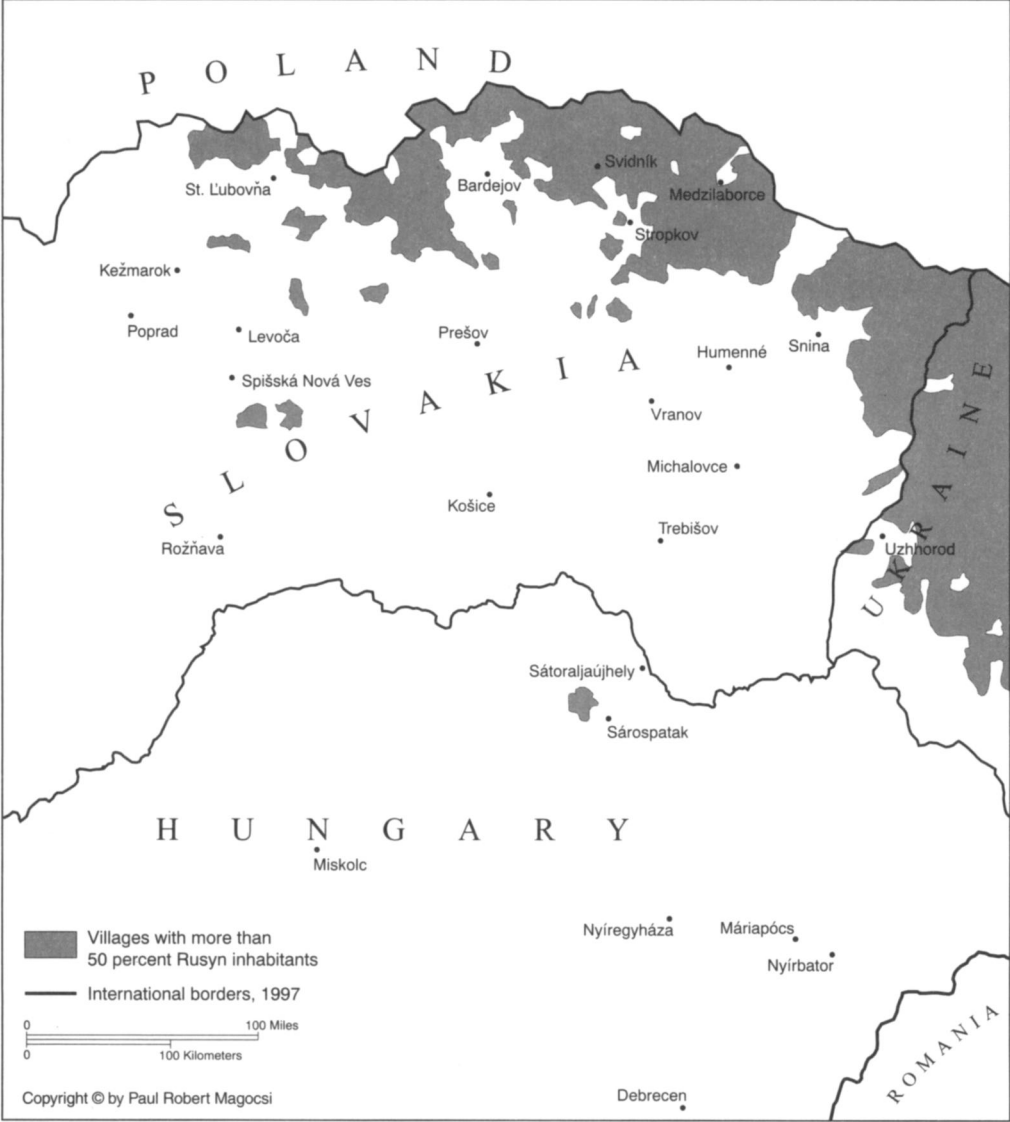 POLAND
St. Ľubovňa
Bardejov
Svidník
Medzilaborce
Stropkov
Kežmarok
Poprad
Levoča
Prešov
Humenné
Snina
Spišská Nová Ves
SLOVAKIA
Vranov
Michalovce
Košice
Rožňava
Trebišov
Uzhhorod
UKRAINE
Sátoraljaújhely
Sárospatak
HUNGARY
Miskolc
Nyíregyháza
Máriapócs
Nyírbator
Villages with more than
50 percent Rusyn inhabitants
International borders, 1997
0 100 Miles
0 100 Kilometers
ROMANIA
Copyright © by Paul Robert Magocsi
Debrecen